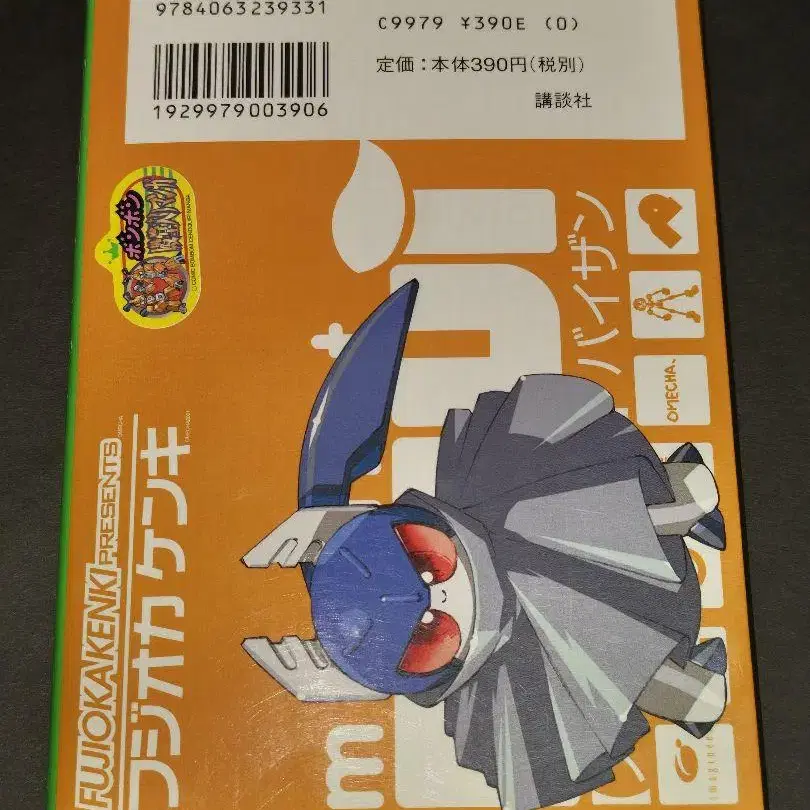 9784063239331
C9979 ¥390E (0)
1929979003906
定価：本体390円(税別)
講談社
ボンボン
FUJIOKAKENKI PRESENTS
フジオカ ケンキ
バイザン
OMECHA.
m
imagineer